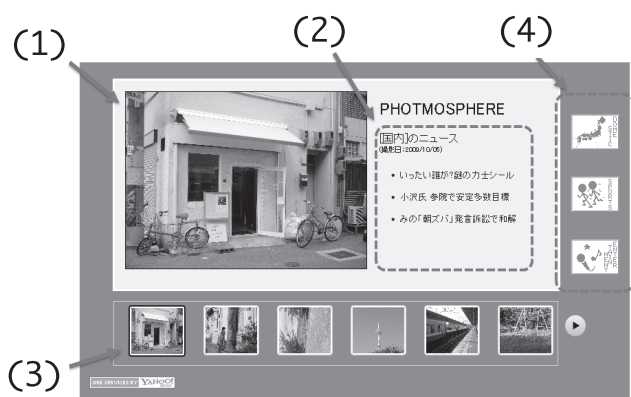 (1)
(2)
(4)
PHOTMOSPHERE
[国内]のニュース
(撮影日:2009/10/05)
• いったい誰が?謎の力士シール
• 小沢氏 参院で安定多数目標
• みの「朝ズバ」発言訴訟で和解
DOMESTIC
SPORTS
ENTERTAINMENT
(3)
WEB SERVICES BY YAHOO!